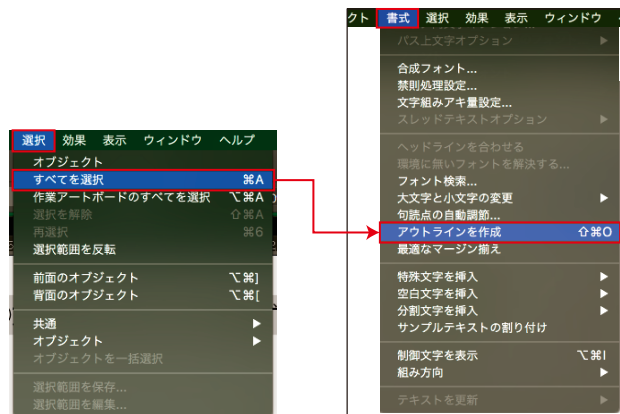 選択 効果 表示 ウィンドウ ヘルプ
オブジェクト
すべてを選択 ⌘A
作業アートボードのすべてを選択 ⌥⌘A
選択を解除 ⇧⌘A
再選択 ⌘6
選択範囲を反転
前面のオブジェクト ⌥⌘]
背面のオブジェクト ⌥⌘[
共通
オブジェクト
オブジェクトを一括選択
選択範囲を保存...
選択範囲を編集...
クト 書式 選択 効果 表示 ウィンドウ
パス上文字オプション
合成フォント...
禁則処理設定...
文字組みアキ量設定...
スレッドテキストオプション
ヘッドラインを合わせる
環境に無いフォントを解決する...
フォント検索...
大文字と小文字の変更
句読点の自動調節...
アウトラインを作成 ⇧⌘O
最適なマージン揃え
特殊文字を挿入
空白文字を挿入
分割文字を挿入
サンプルテキストの割り付け
制御文字を表示 ⌥⌘I
組み方向
テキストを更新